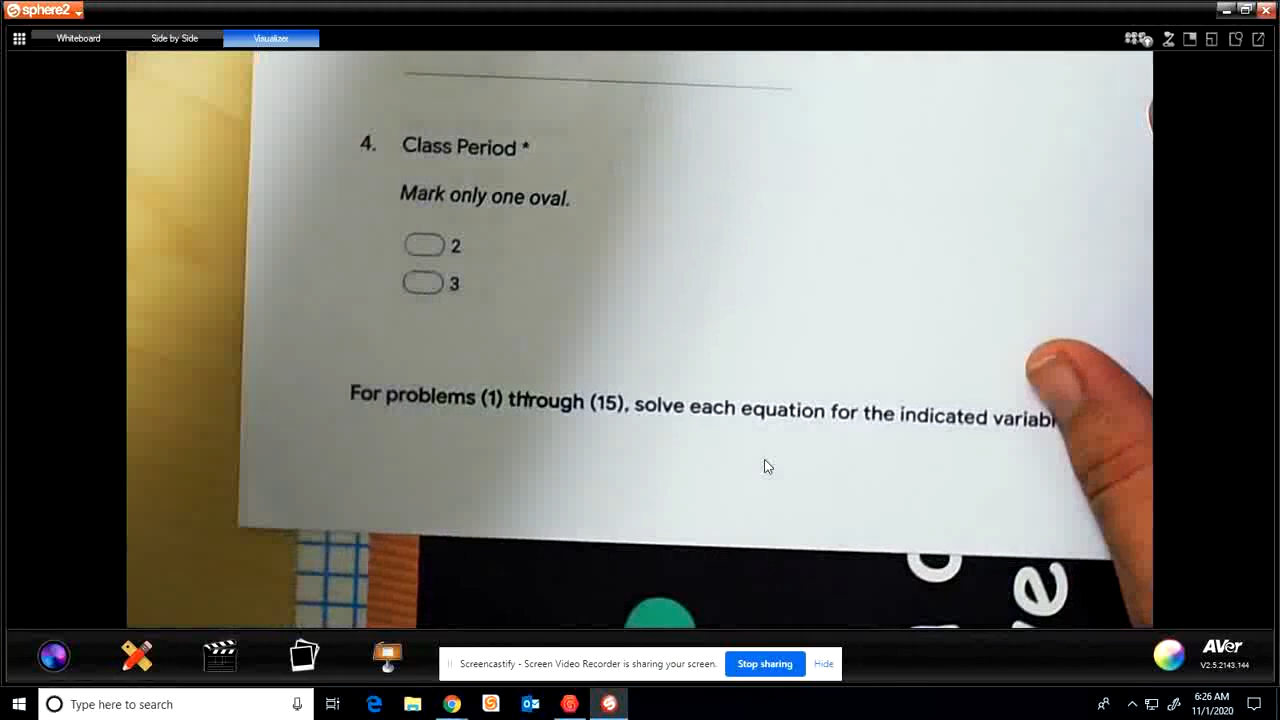 sphere2
Whiteboard
Side by Side
Visualizer
4. Class Period *
Mark only one oval.
2
3
For problems (1) through (15), solve each equation for the indicated
Screencastify - Screen Video Recorder is sharing your screen.
Stop sharing
Hide
AVer
V2.5.2143.144
Type here to search
6:26 AM
11/1/2020